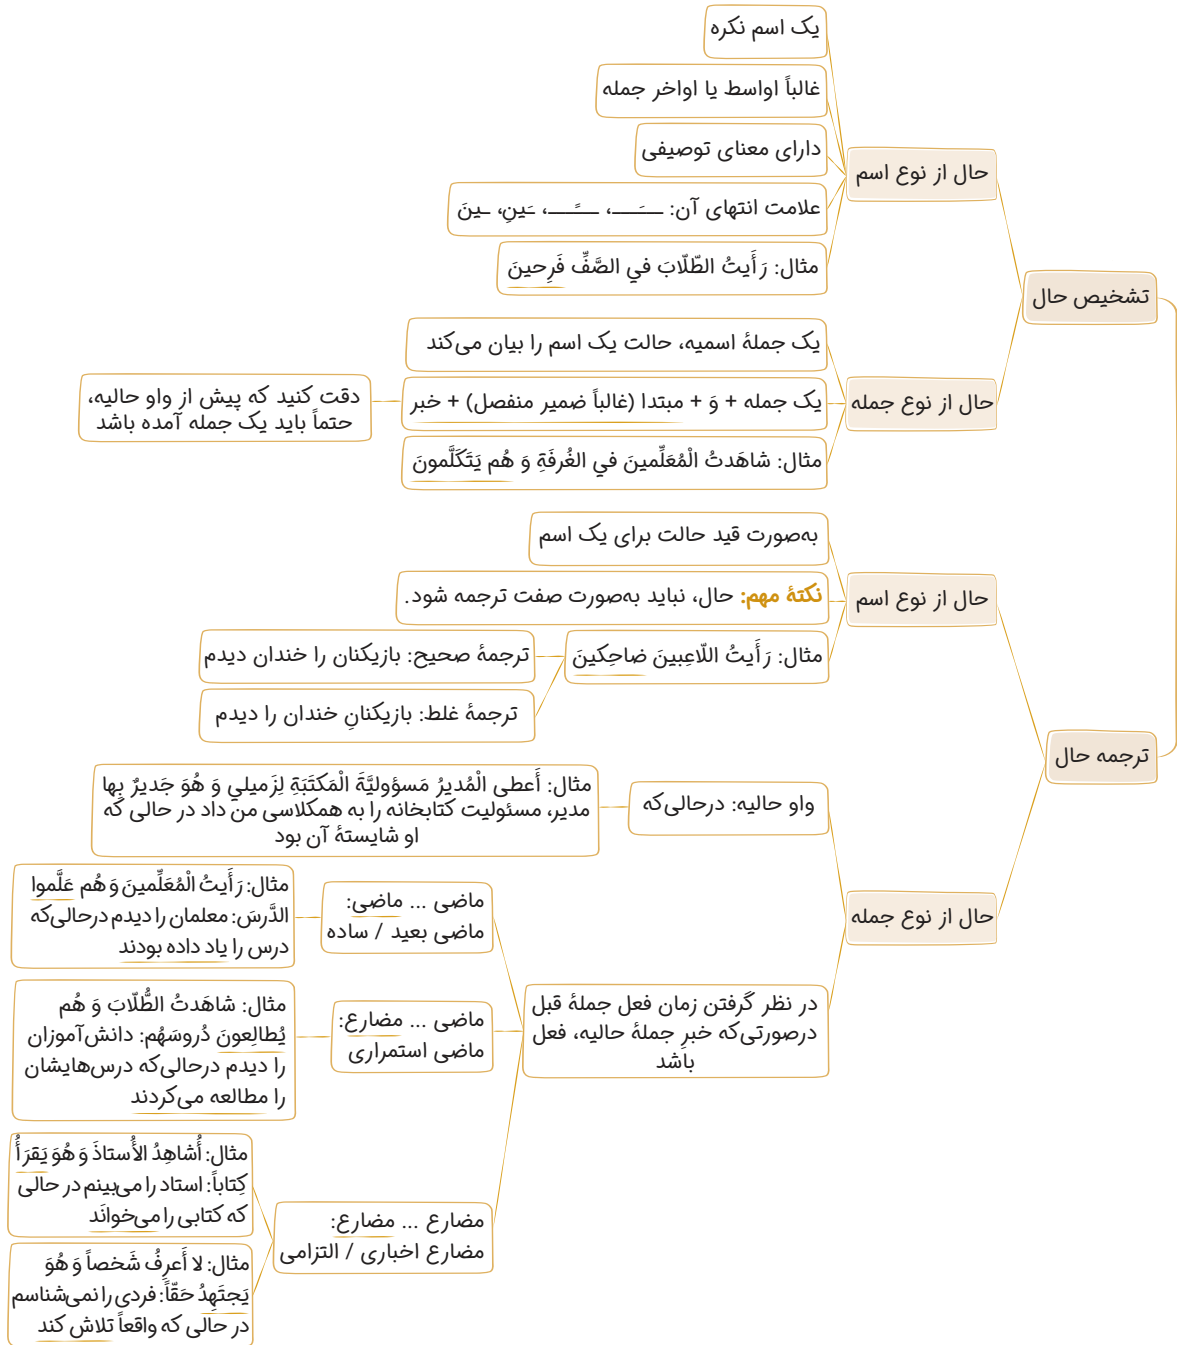 تشخیص حال
حال از نوع اسم
یک اسم نکره
غالباً اواسط یا اواخر جمله
دارای معنای توصیفی
علامت انتهای آن: ــَـ، ــًـ، ـَینِ، ـینَ
مثال: رَأَیتُ الطّلّابَ في الصَّفِّ فَرِحینَ
حال از نوع جمله
یک جملهٔ اسمیه، حالت یک اسم را بیان می‌کند
یک جمله + وَ + مبتدا (غالباً ضمیر منفصل) + خبر
دقت کنید که پیش از واو حالیه،
حتماً باید یک جمله آمده باشد
مثال: شاهَدتُ الْمُعَلِّمینَ في الغُرفَةِ وَ هُم یَتَکَلَّمونَ
ترجمه حال
حال از نوع اسم
به‌صورت قید حالت برای یک اسم
نکتهٔ مهم: حال، نباید به‌صورت صفت ترجمه شود.
مثال: رَأَیتُ اللّاعِبینَ ضاحِکینَ
ترجمهٔ صحیح: بازیکنان را خندان دیدم
ترجمهٔ غلط: بازیکنانِ خندان را دیدم
حال از نوع جمله
واو حالیه: درحالی‌که
مثال: أَعطی الْمُدیرُ مَسؤولیَّةَ الْمَکتَبَةِ لِزَمیلي وَ هُوَ جَدیرٌ بِها
مدیر، مسئولیت کتابخانه را به همکلاسی من داد در حالی که
او شایستهٔ آن بود
در نظر گرفتن زمان فعل جملهٔ قبل
درصورتی‌که خبرِ جملهٔ حالیه، فعل
باشد
ماضی ... ماضی:
ماضی بعید / ساده
مثال: رَأَیتُ الْمُعَلِّمینَ وَ هُم عَلَّموا
الدَّرسَ: معلمان را دیدم درحالی‌که
درس را یاد داده بودند
ماضی ... مضارع:
ماضی استمراری
مثال: شاهَدتُ الطُّلّابَ وَ هُم
یُطالِعونَ دُروسَهُم: دانش‌آموزان
را دیدم درحالی‌که درس‌هایشان
را مطالعه می‌کردند
مضارع ... مضارع:
مضارع اخباری / التزامی
مثال: أُشاهِدُ الأُستاذَ وَ هُوَ یَقرَأُ
کِتاباً: استاد را می‌بینم در حالی
که کتابی را می‌خواند
مثال: لا أَعرِفُ شَخصاً وَ هُوَ
یَجتَهِدُ حَقّاً: فردی را نمی‌شناسم
در حالی که واقعاً تلاش کند